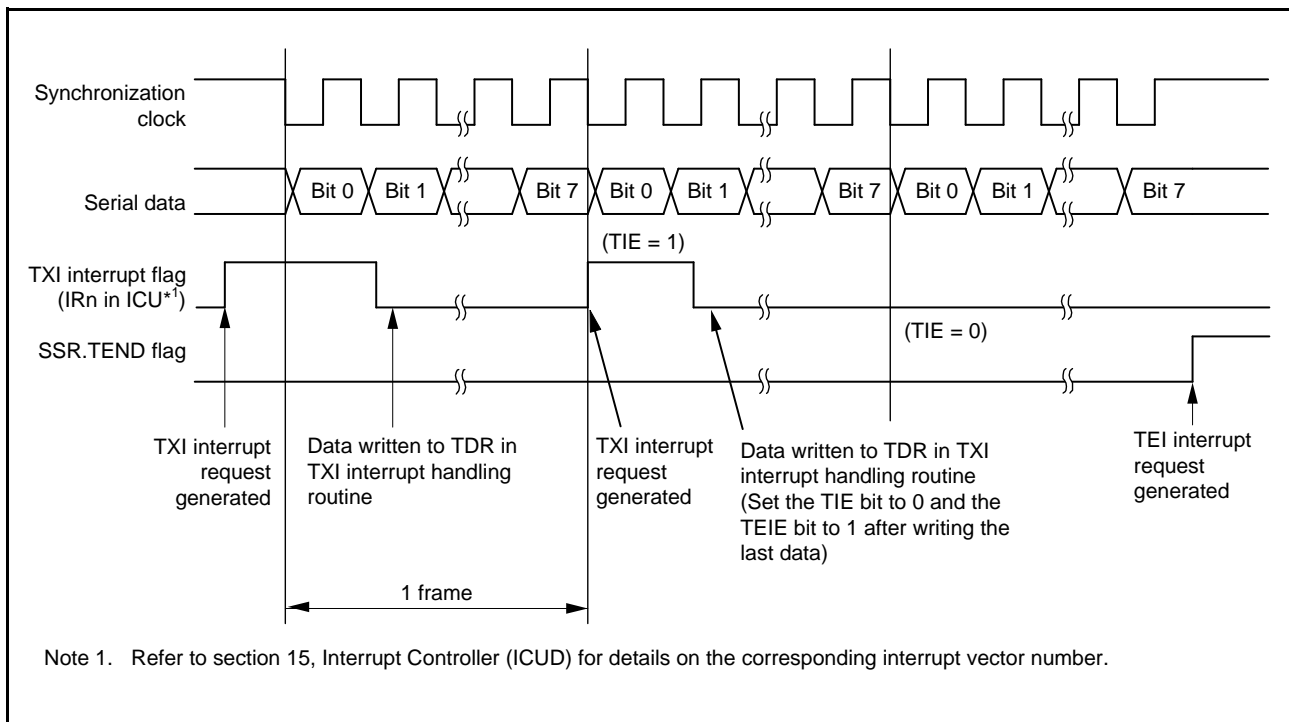 Synchronization
clock
Serial data
Bit 0 Bit 1 Bit 7 Bit 0 Bit 1 Bit 7 Bit 0 Bit 1 Bit 7
(TIE = 1)
TXI interrupt flag
(IRn in ICU*1)
(TIE = 0)
SSR.TEND flag
TXI interrupt
request
generated
Data written to TDR in
TXI interrupt handling
routine
TXI interrupt
request
generated
Data written to TDR in TXI
interrupt handling routine
(Set the TIE bit to 0 and the
TEIE bit to 1 after writing the
last data)
TEI interrupt
request
generated
1 frame
Note 1. Refer to section 15, Interrupt Controller (ICUD) for details on the corresponding interrupt vector number.